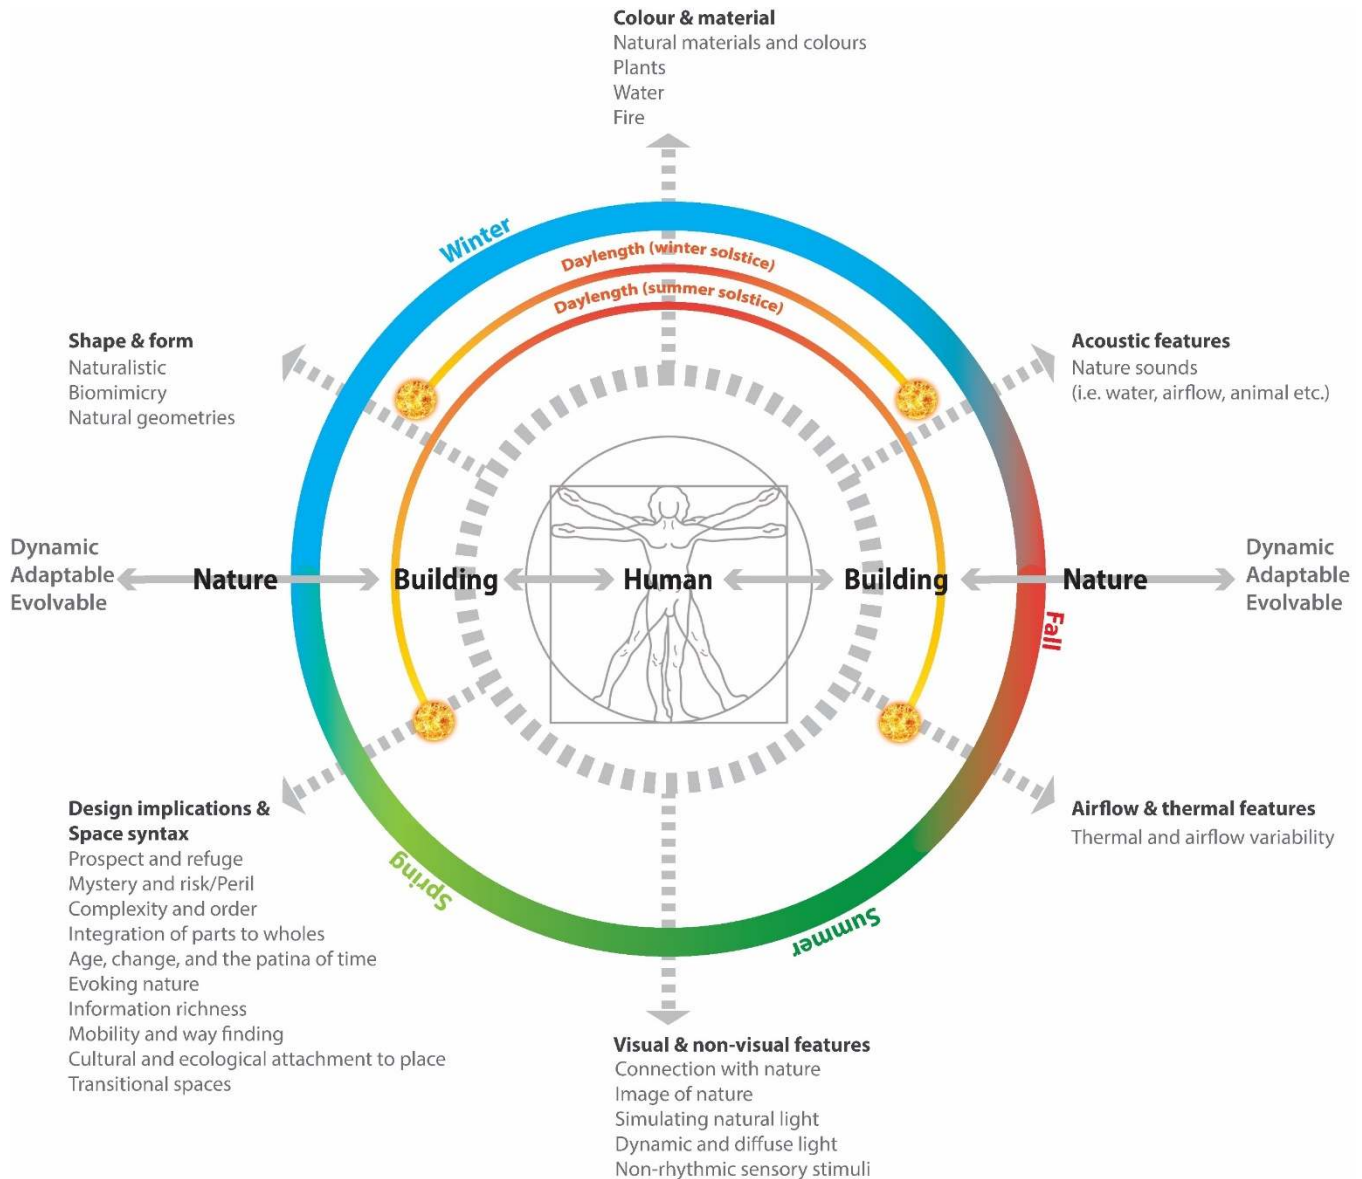 Colour & material
Natural materials and colours
Plants
Water
Fire
Winter
Daylength (winter solstice)
Daylength (summer solstice)
Shape & form
Naturalistic
Biomimicry
Natural geometries
Acoustic features
Nature sounds
(i.e. water, airflow, animal etc.)
Dynamic
Adaptable
Evolvable
Nature
Building
Human
Building
Nature
Dynamic
Adaptable
Evolvable
Fall
Design implications &
Space syntax
Prospect and refuge
Mystery and risk/Peril
Complexity and order
Integration of parts to wholes
Age, change, and the patina of time
Evoking nature
Information richness
Mobility and way finding
Cultural and ecological attachment to place
Transitional spaces
Spring
Summer
Airflow & thermal features
Thermal and airflow variability
Visual & non-visual features
Connection with nature
Image of nature
Simulating natural light
Dynamic and diffuse light
Non-rhythmic sensory stimuli